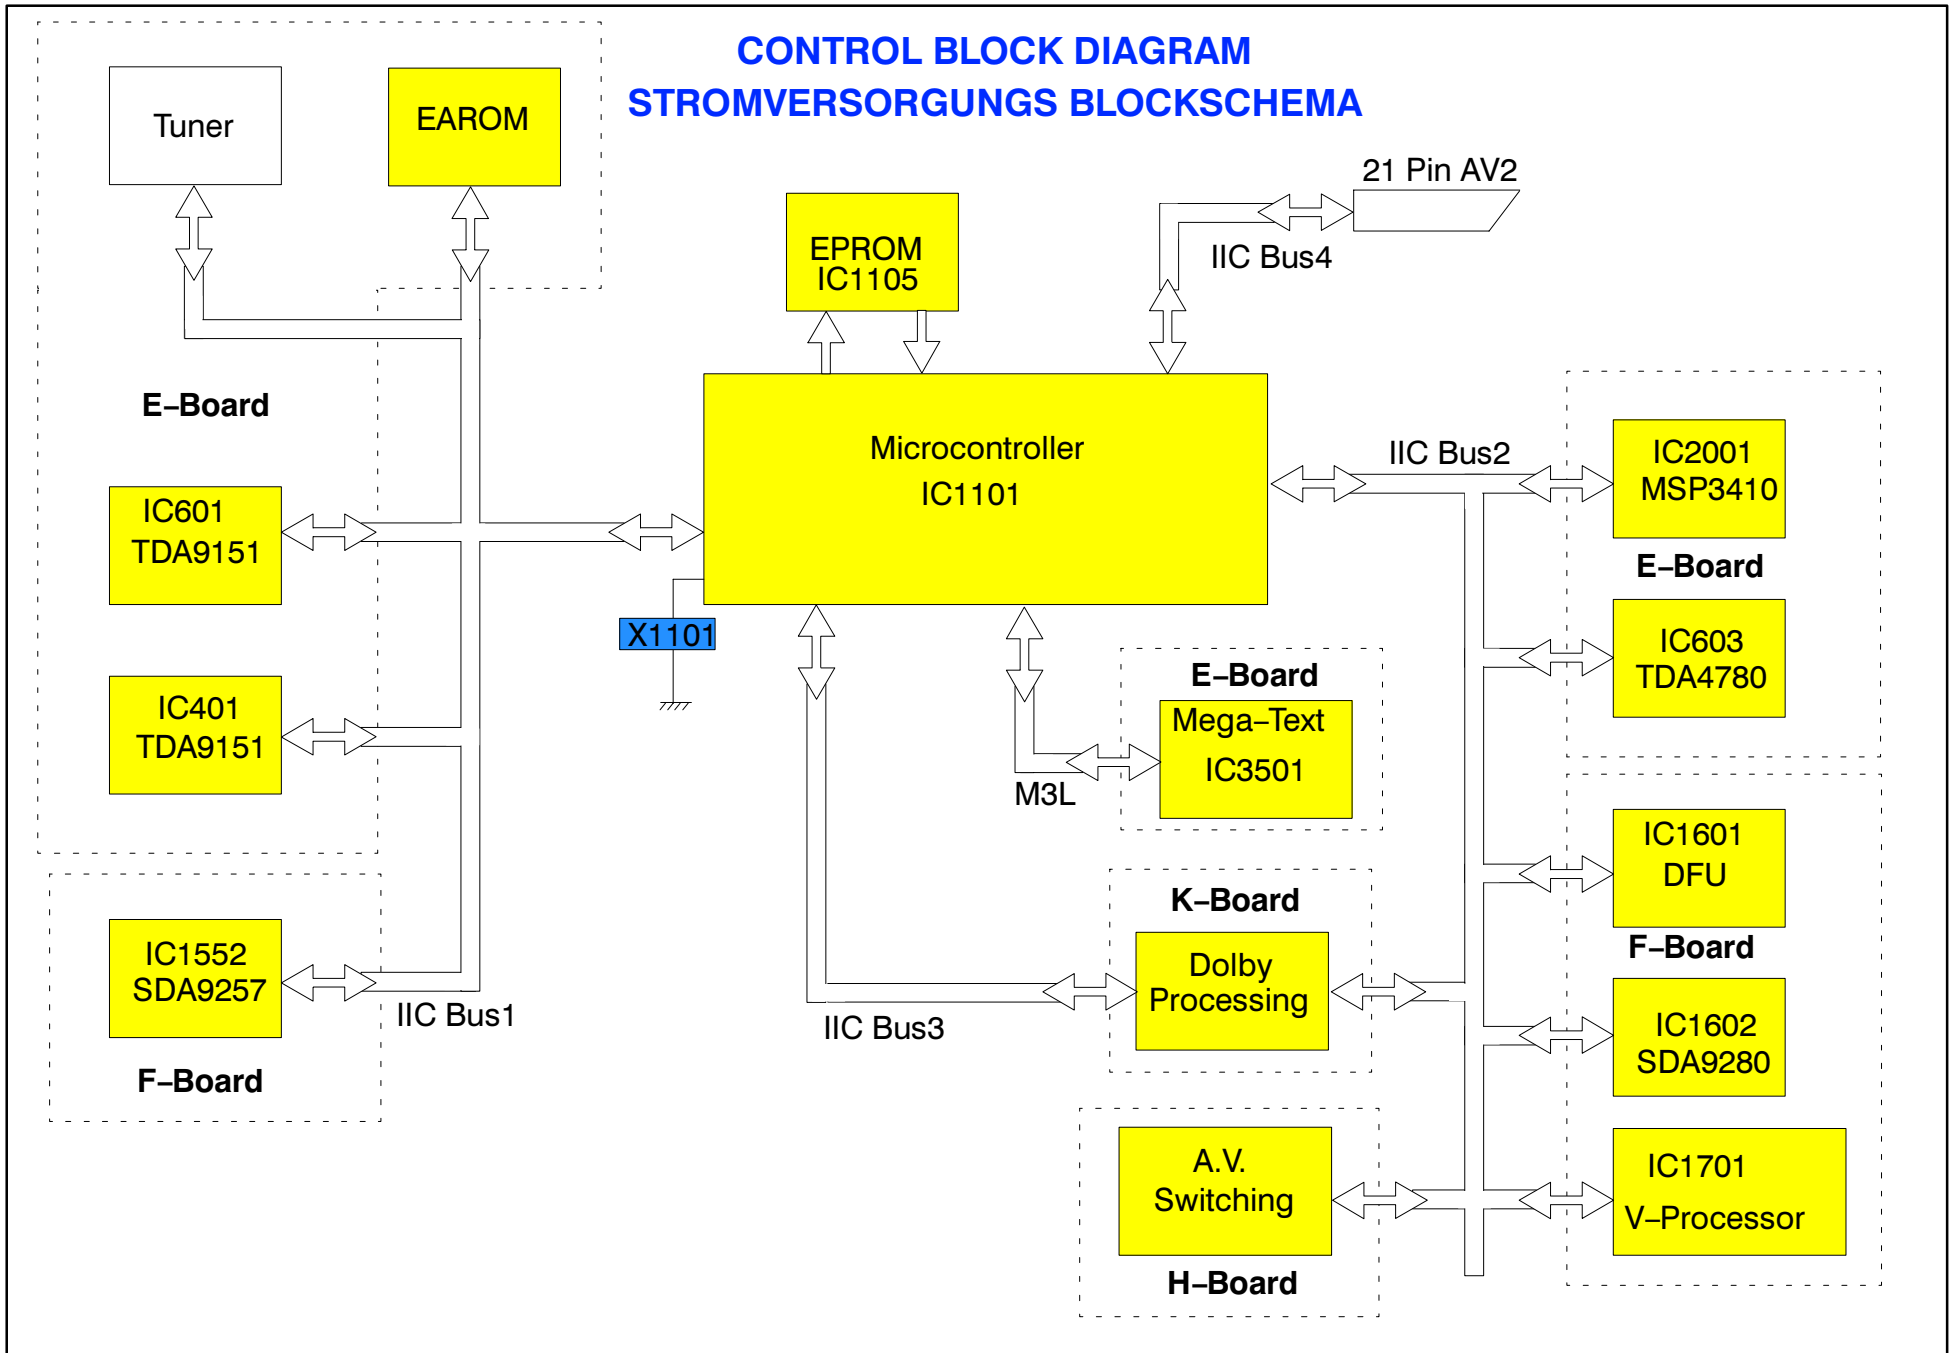 CONTROL BLOCK DIAGRAM
STROMVERSORGUNGS BLOCKSCHEMA
Tuner
EAROM
21 Pin AV2
EPROM
IC1105
IIC Bus4
E–Board
Microcontroller
IC1101
IIC Bus2
IC2001
MSP3410
E–Board
IC601
TDA9151
X1101
IC603
TDA4780
E–Board
Mega–Text
IC3501
M3L
IC401
TDA9151
IC1601
DFU
F–Board
K–Board
Dolby
Processing
IC1552
SDA9257
IIC Bus1
IIC Bus3
F–Board
IC1602
SDA9280
A.V.
Switching
H–Board
IC1701
V–Processor